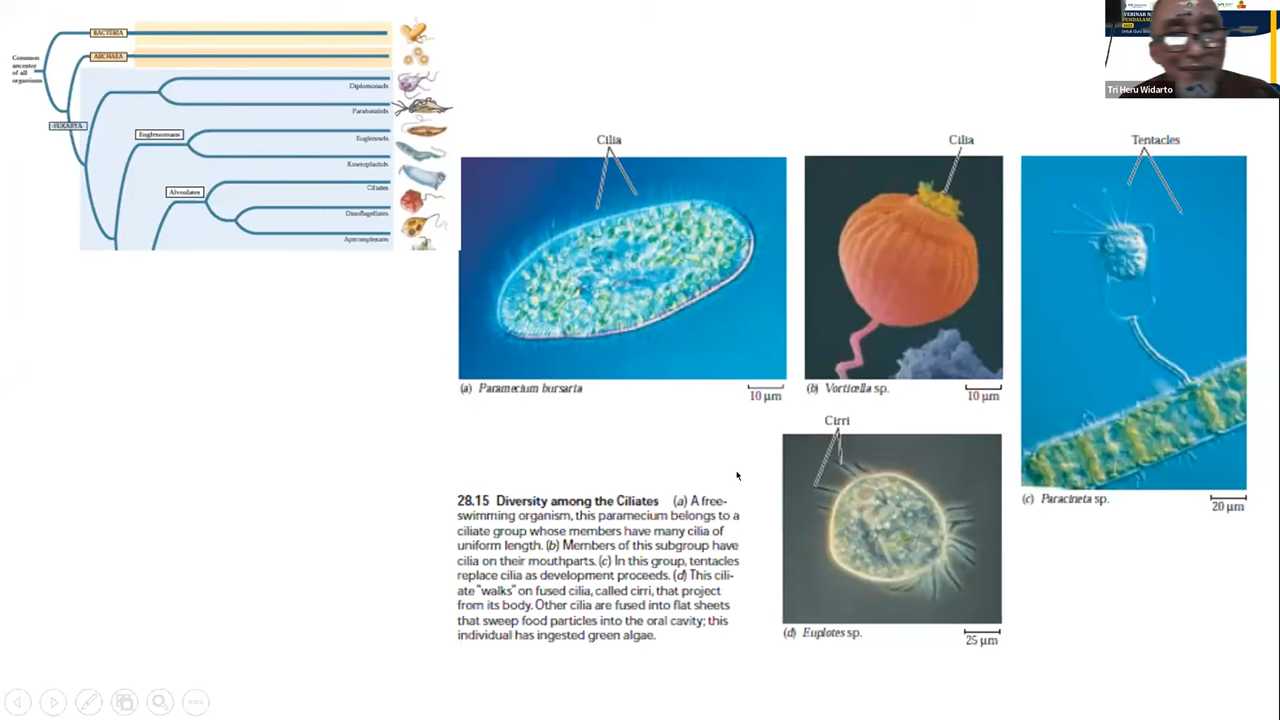 BACTERIA
ARCHAEA
Common
ancestor
of all
organisms
EUKARYA
Diplomonads
Parabasalids
Euglenozoans
Euglenoids
Kinetoplastids
Alveolates
Ciliates
Dinoflagellates
Apicomplexans
Tri Heru Widarto
Cilia
Cilia
Tentacles
(a) Paramecium bursaria
10 µm
(b) Vorticella sp.
10 µm
Cirri
(c) Paracineta sp.
20 µm
28.15 Diversity among the Ciliates (a) A free-
swimming organism, this paramecium belongs to a
ciliate group whose members have many cilia of
uniform length. (b) Members of this subgroup have
cilia on their mouthparts. (c) In this group, tentacles
replace cilia as development proceeds. (d) This cili-
ate "walks" on fused cilia, called cirri, that project
from its body. Other cilia are fused into flat sheets
that sweep food particles into the oral cavity; this
individual has ingested green algae.
(d) Euplotes sp.
25 µm